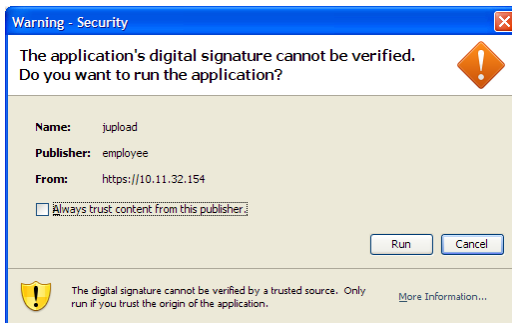 Warning - Security
The application's digital signature cannot be verified.
Do you want to run the application?
Name: jupload
Publisher: employee
From: https://10.11.32.154
Always trust content from this publisher.
Run Cancel
The digital signature cannot be verified by a trusted source. Only
run if you trust the origin of the application.
More Information...